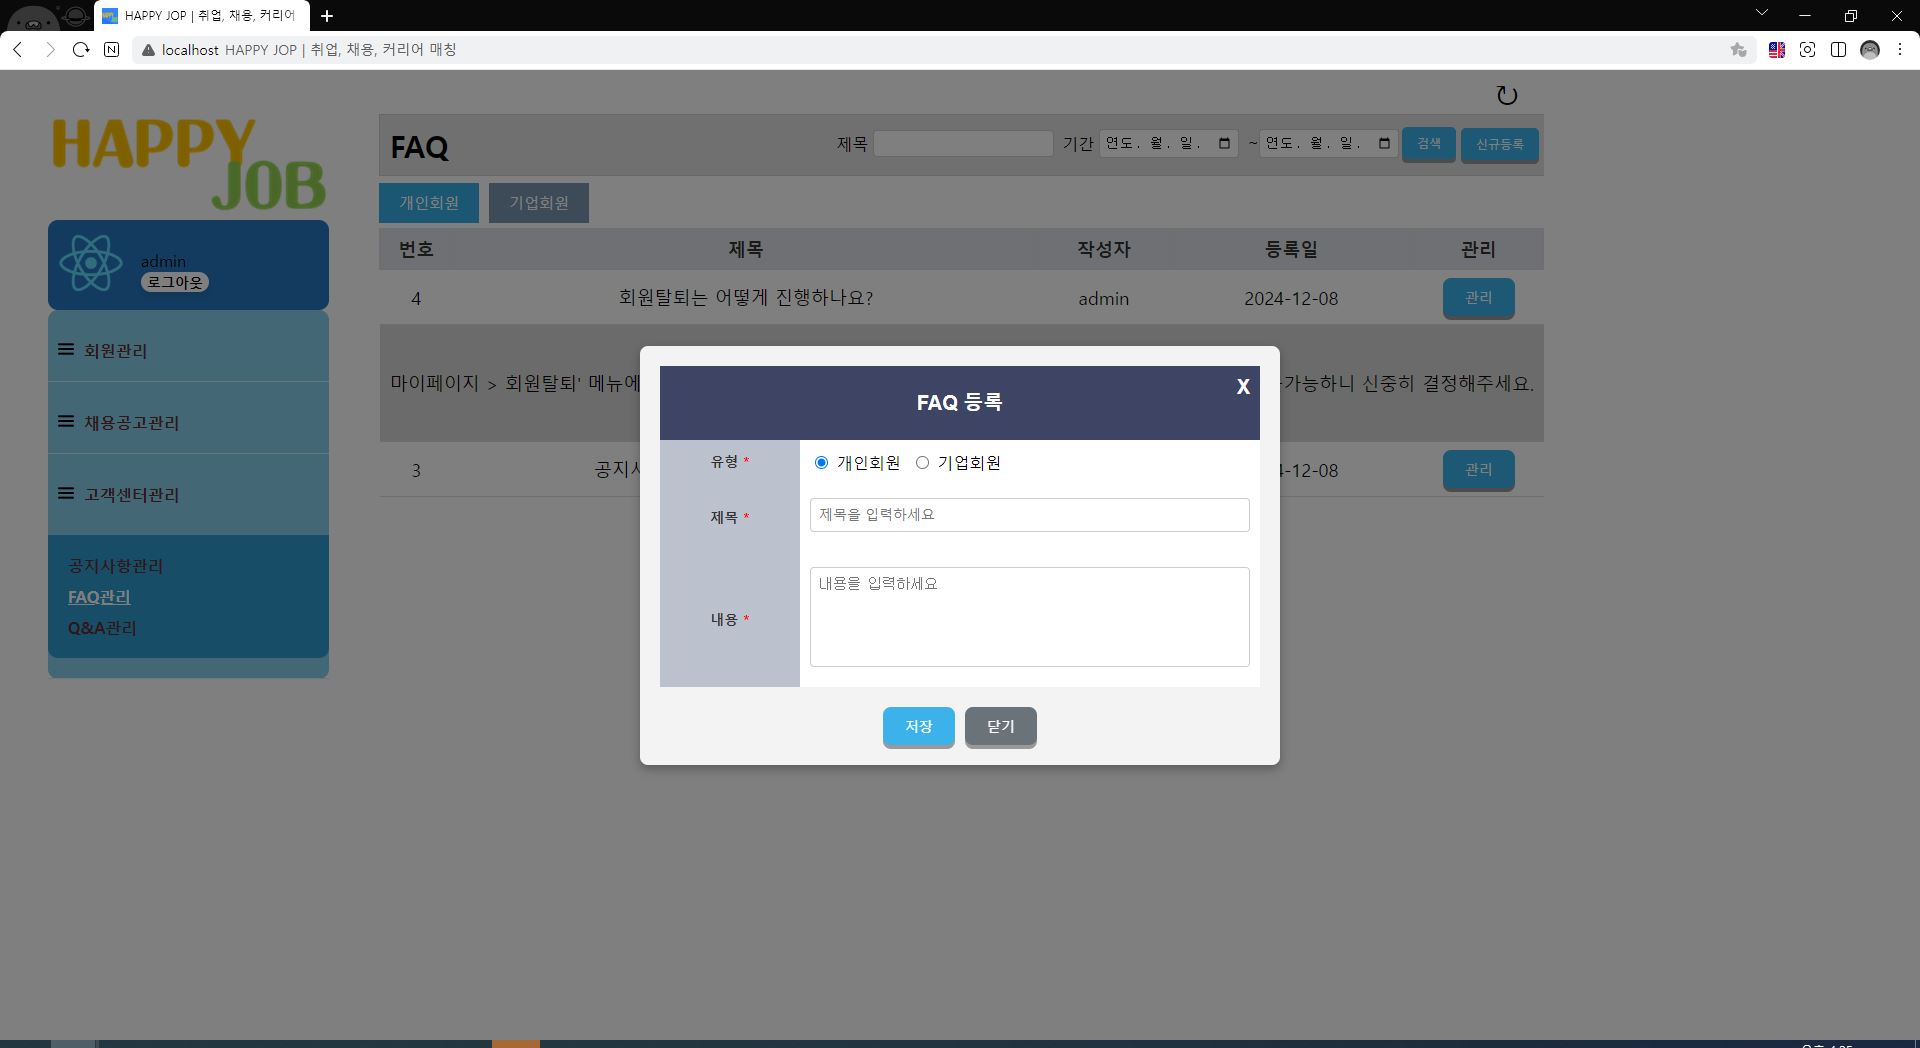 HAPPY JOP | 취업, 채용, 커리어
localhost HAPPY JOP | 취업, 채용, 커리어 매칭
HAPPY
JOB
admin
로그아웃
회원관리
채용공고관리
고객센터관리
공지사항관리
FAQ관리
Q&A관리
FAQ
제목
기간 연도. 월. 일. ~ 연도. 월. 일.
검색
신규등록
개인회원 기업회원
번호 제목 작성자 등록일 관리
4 회원탈퇴는 어떻게 진행하나요? admin 2024-12-08 관리
마이페이지 > 회원탈퇴' 메뉴에 가능하니 신중히 결정해주세요.
3 공지사 -12-08 관리
FAQ 등록
X
유형 * 개인회원 기업회원
제목 * 제목을 입력하세요
내용 * 내용을 입력하세요
저장 닫기